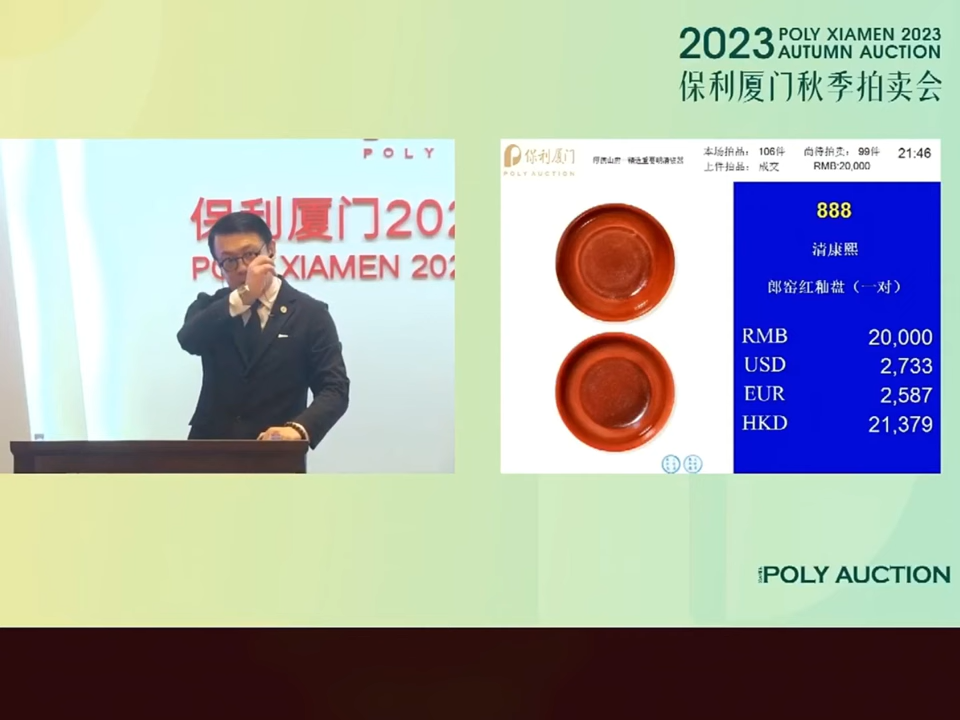 2023 POLY XIAMEN 2023
AUTUMN AUCTION
保利厦门秋季拍卖会
POLY
保利厦门202
XIAMEN 202
保利厦门
POLY AUCTION
本场拍品: 106件
尚待拍卖: 99件
21:46
上件拍品: 成交
RMB:20,000
888
清康熙
郎窑红釉盘（一对）
RMB 20,000
USD 2,733
EUR 2,587
HKD 21,379
POLY AUCTION